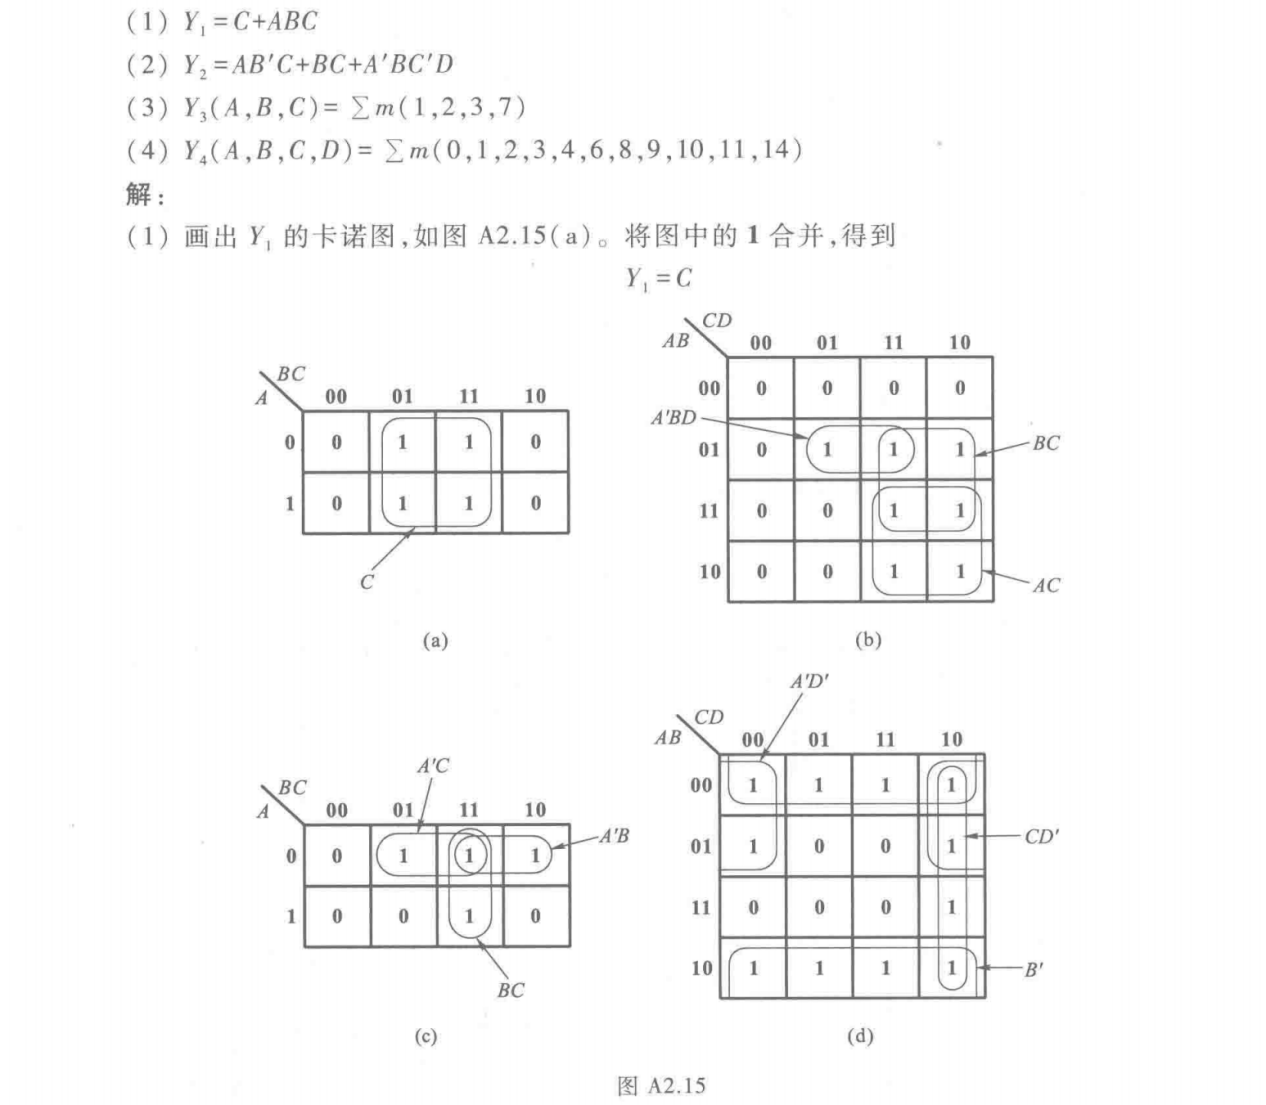 (1) Y₁=C+ABC
(2) Y₂=AB′C+BC+A′BC′D
(3) Y₃(A,B,C)= ∑m(1,2,3,7)
(4) Y₄(A,B,C,D)= ∑m(0,1,2,3,4,6,8,9,10,11,14)
解:
(1) 画出 Y₁ 的卡诺图,如图 A2.15(a)。将图中的 1 合并,得到
Y₁=C
BC
A
00 01 11 10
0 0 1 1 0
1 0 1 1 0
C
(a)
CD
AB
00 01 11 10
00 0 0 0 0
A′BD
01 0 1 1 1
BC
11 0 0 1 1
10 0 0 1 1
AC
(b)
A′C
BC
A
00 01 11 10
0 0 1 1 1
A′B
1 0 0 1 0
BC
(c)
A′D′
CD
AB
00 01 11 10
00 1 1 1 1
01 1 0 0 1
CD′
11 0 0 0 1
10 1 1 1 1
B′
(d)
图 A2.15